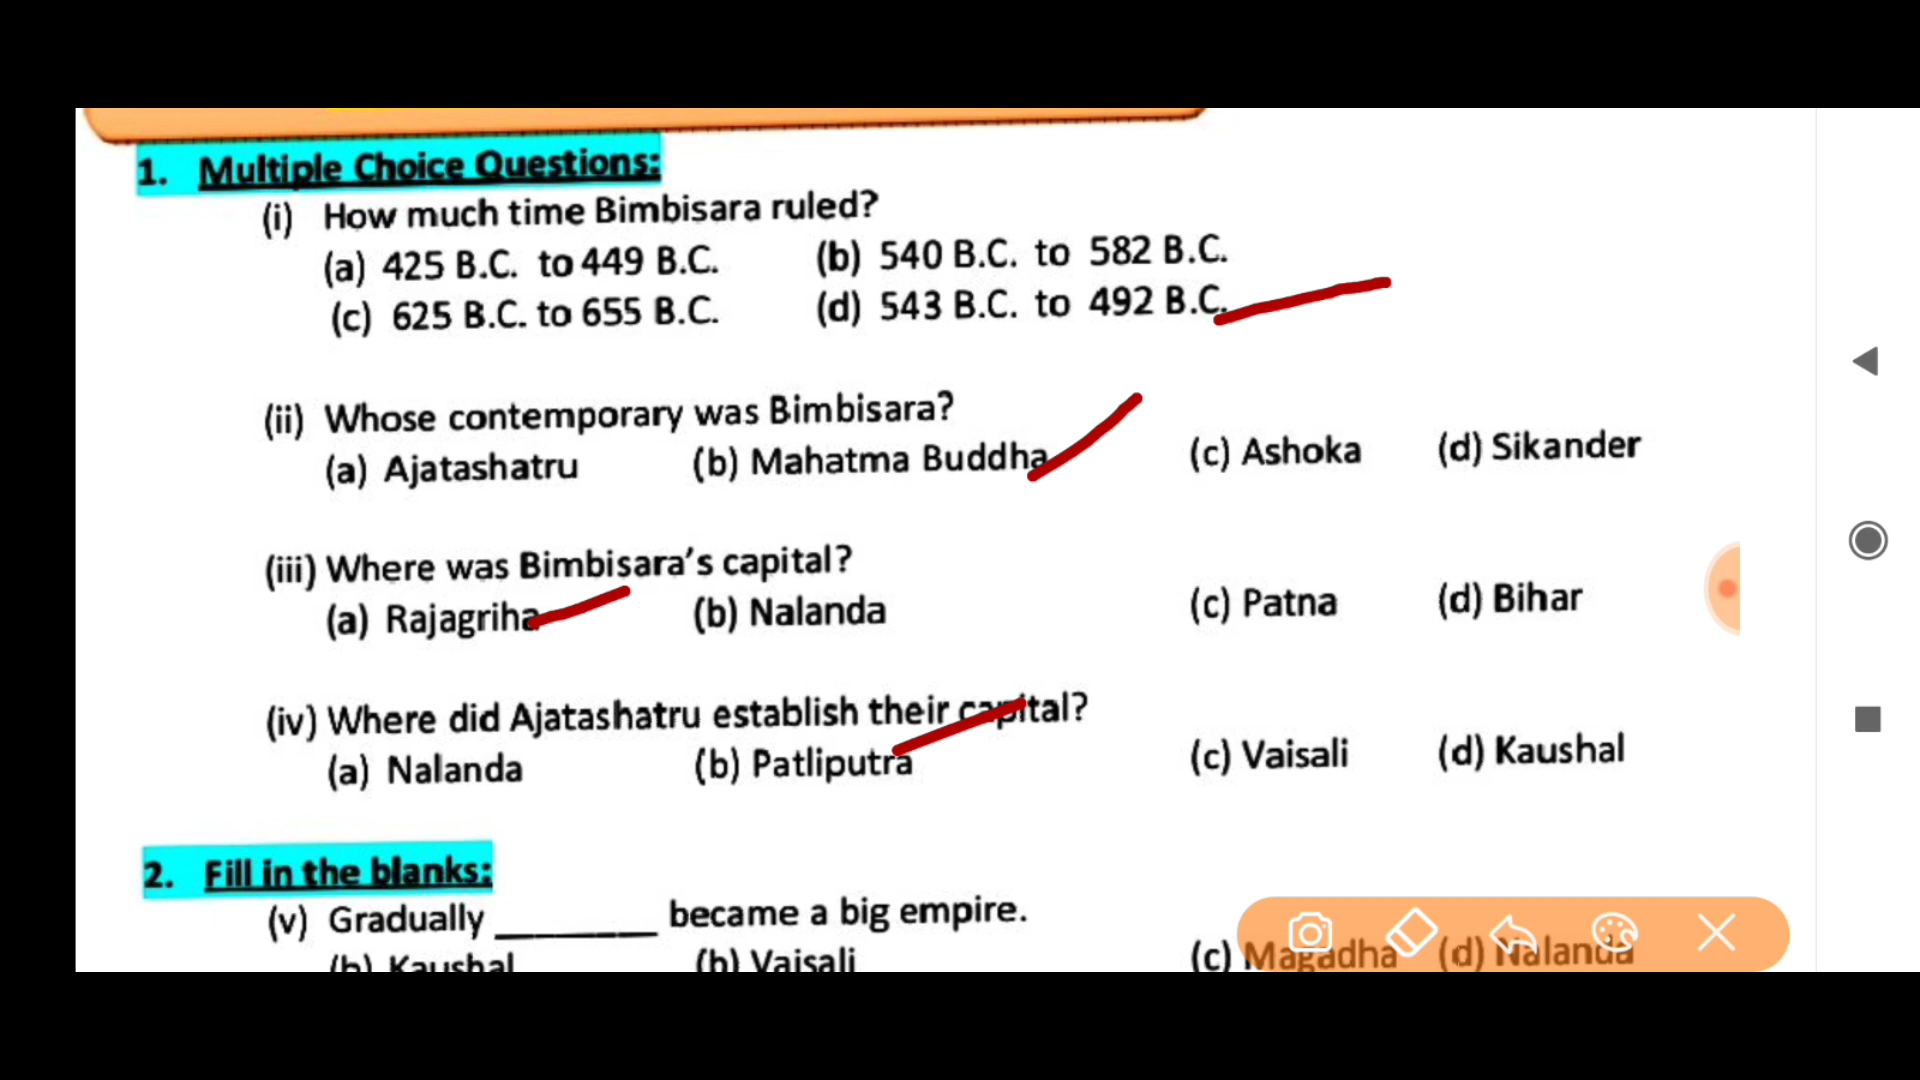 1. Multiple Choice Questions:
(i) How much time Bimbisara ruled?
(a) 425 B.C. to 449 B.C. (b) 540 B.C. to 582 B.C.
(c) 625 B.C. to 655 B.C. (d) 543 B.C. to 492 B.C.
(ii) Whose contemporary was Bimbisara?
(a) Ajatashatru (b) Mahatma Buddha (c) Ashoka (d) Sikander
(iii) Where was Bimbisara's capital?
(a) Rajagriha (b) Nalanda (c) Patna (d) Bihar
(iv) Where did Ajatashatru establish their capital?
(a) Nalanda (b) Patliputra (c) Vaisali (d) Kaushal
2. Fill in the blanks:
(v) Gradually ________ became a big empire.
(b) Kaushal (b) Vaisali (c) Magadha (d) Nalanda